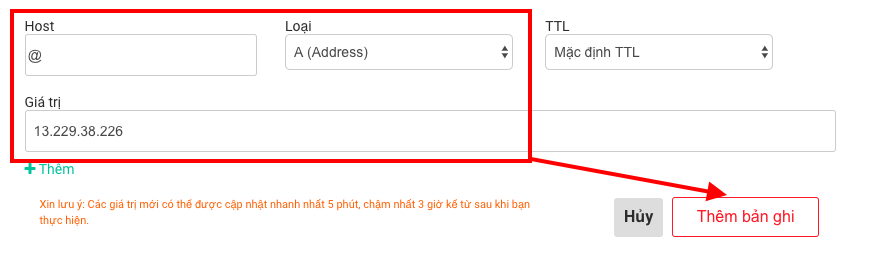 Host Loại TTL
@ A (Address) Mặc định TTL
Giá trị
13.229.38.226
+ Thêm
Xin lưu ý: Các giá trị mới có thể được cập nhật nhanh nhất 5 phút, chậm nhất 3 giờ kể từ sau khi bạn
thực hiện.
Hủy Thêm bản ghi